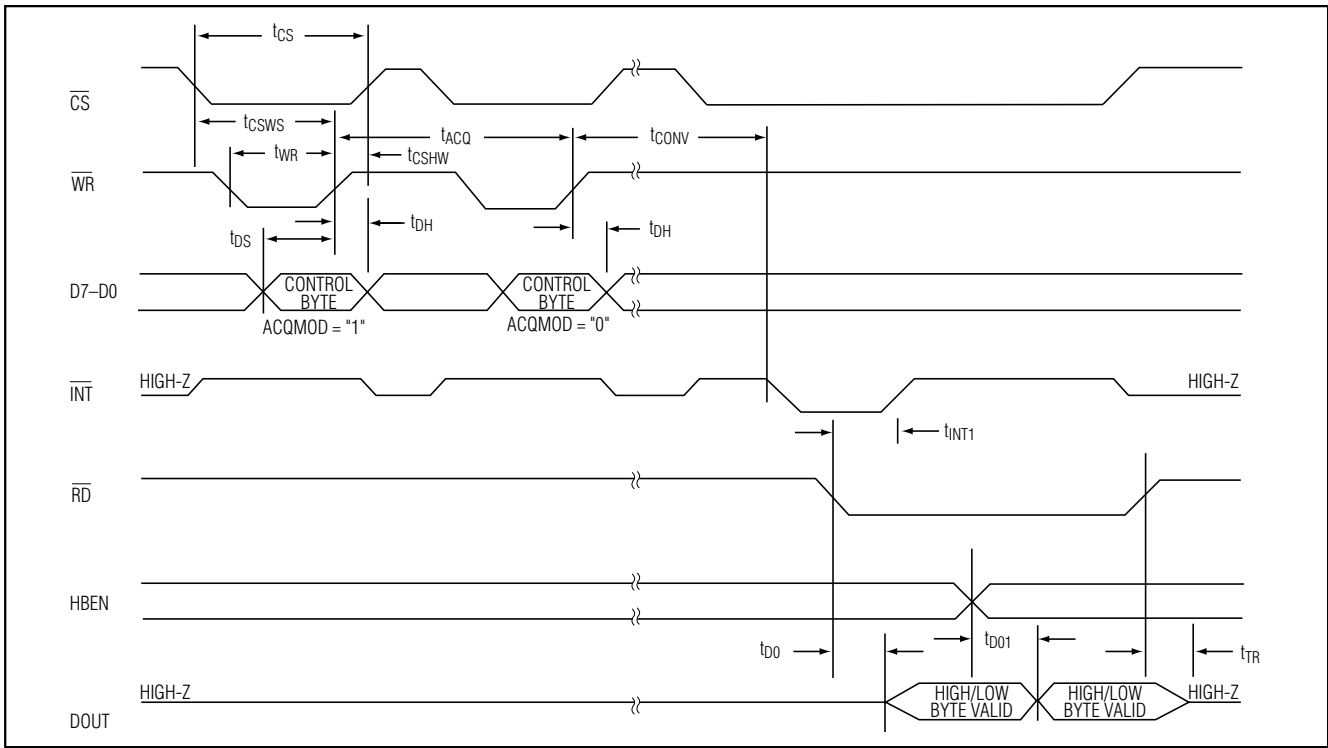 tCS
CS
tCSWS
tACQ
tCONV
tWR
tCSHW
WR
tDH
tDH
tDS
D7–D0
CONTROL
BYTE
CONTROL
BYTE
ACQMOD = "1"
ACQMOD = "0"
HIGH-Z
HIGH-Z
INT
tINT1
RD
HBEN
tD0
tD01
tTR
HIGH-Z
HIGH/LOW
BYTE VALID
HIGH/LOW
BYTE VALID
HIGH-Z
DOUT